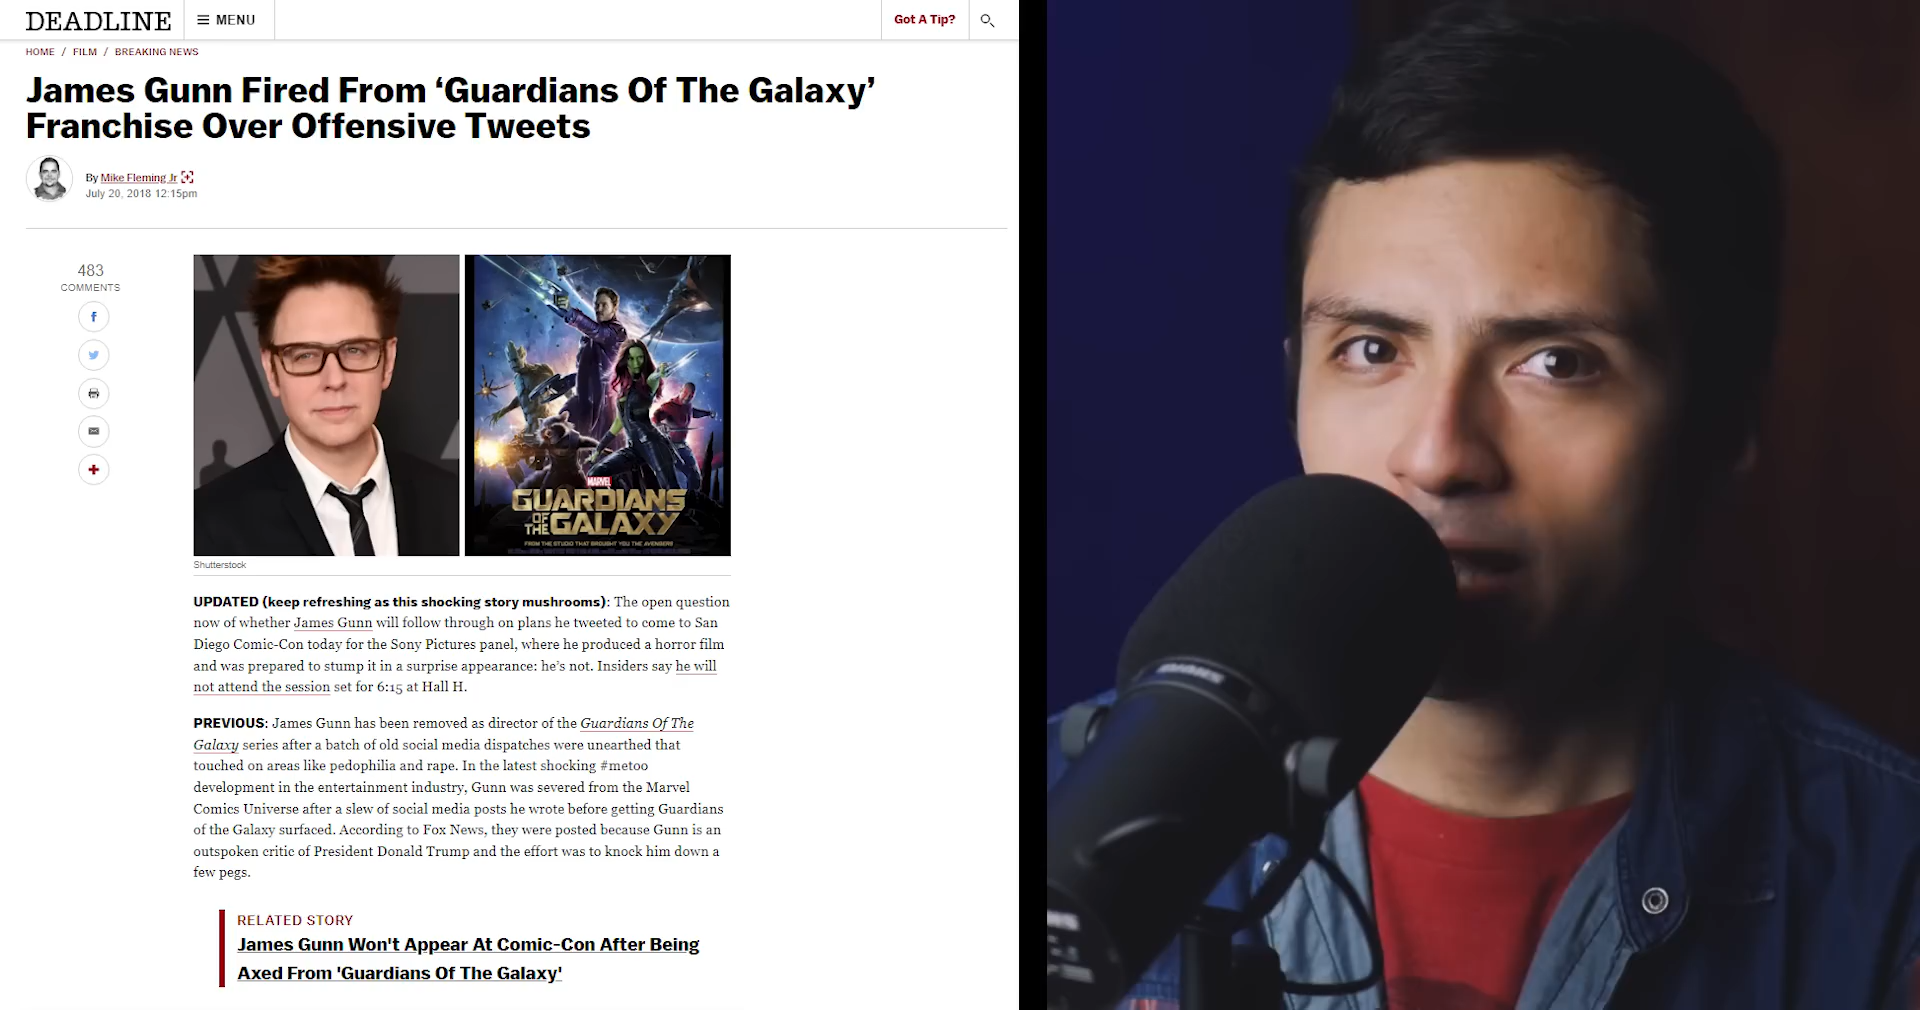 DEADLINE
MENU
Got A Tip?
HOME / FILM / BREAKING NEWS
James Gunn Fired From ‘Guardians Of The Galaxy’
Franchise Over Offensive Tweets
By Mike Fleming Jr
July 20, 2018 12:15pm
483
COMMENTS
MARVEL
GUARDIANS
OF THE GALAXY
FROM THE STUDIO THAT BROUGHT YOU THE AVENGERS
Shutterstock
UPDATED (keep refreshing as this shocking story mushrooms): The open question
now of whether James Gunn will follow through on plans he tweeted to come to San
Diego Comic-Con today for the Sony Pictures panel, where he produced a horror film
and was prepared to stump it in a surprise appearance: he’s not. Insiders say he will
not attend the session set for 6:15 at Hall H.
PREVIOUS: James Gunn has been removed as director of the Guardians Of The
Galaxy series after a batch of old social media dispatches were unearthed that
touched on areas like pedophilia and rape. In the latest shocking #metoo
development in the entertainment industry, Gunn was severed from the Marvel
Comics Universe after a slew of social media posts he wrote before getting Guardians
of the Galaxy surfaced. According to Fox News, they were posted because Gunn is an
outspoken critic of President Donald Trump and the effort was to knock him down a
few pegs.
RELATED STORY
James Gunn Won't Appear At Comic-Con After Being
Axed From 'Guardians Of The Galaxy'